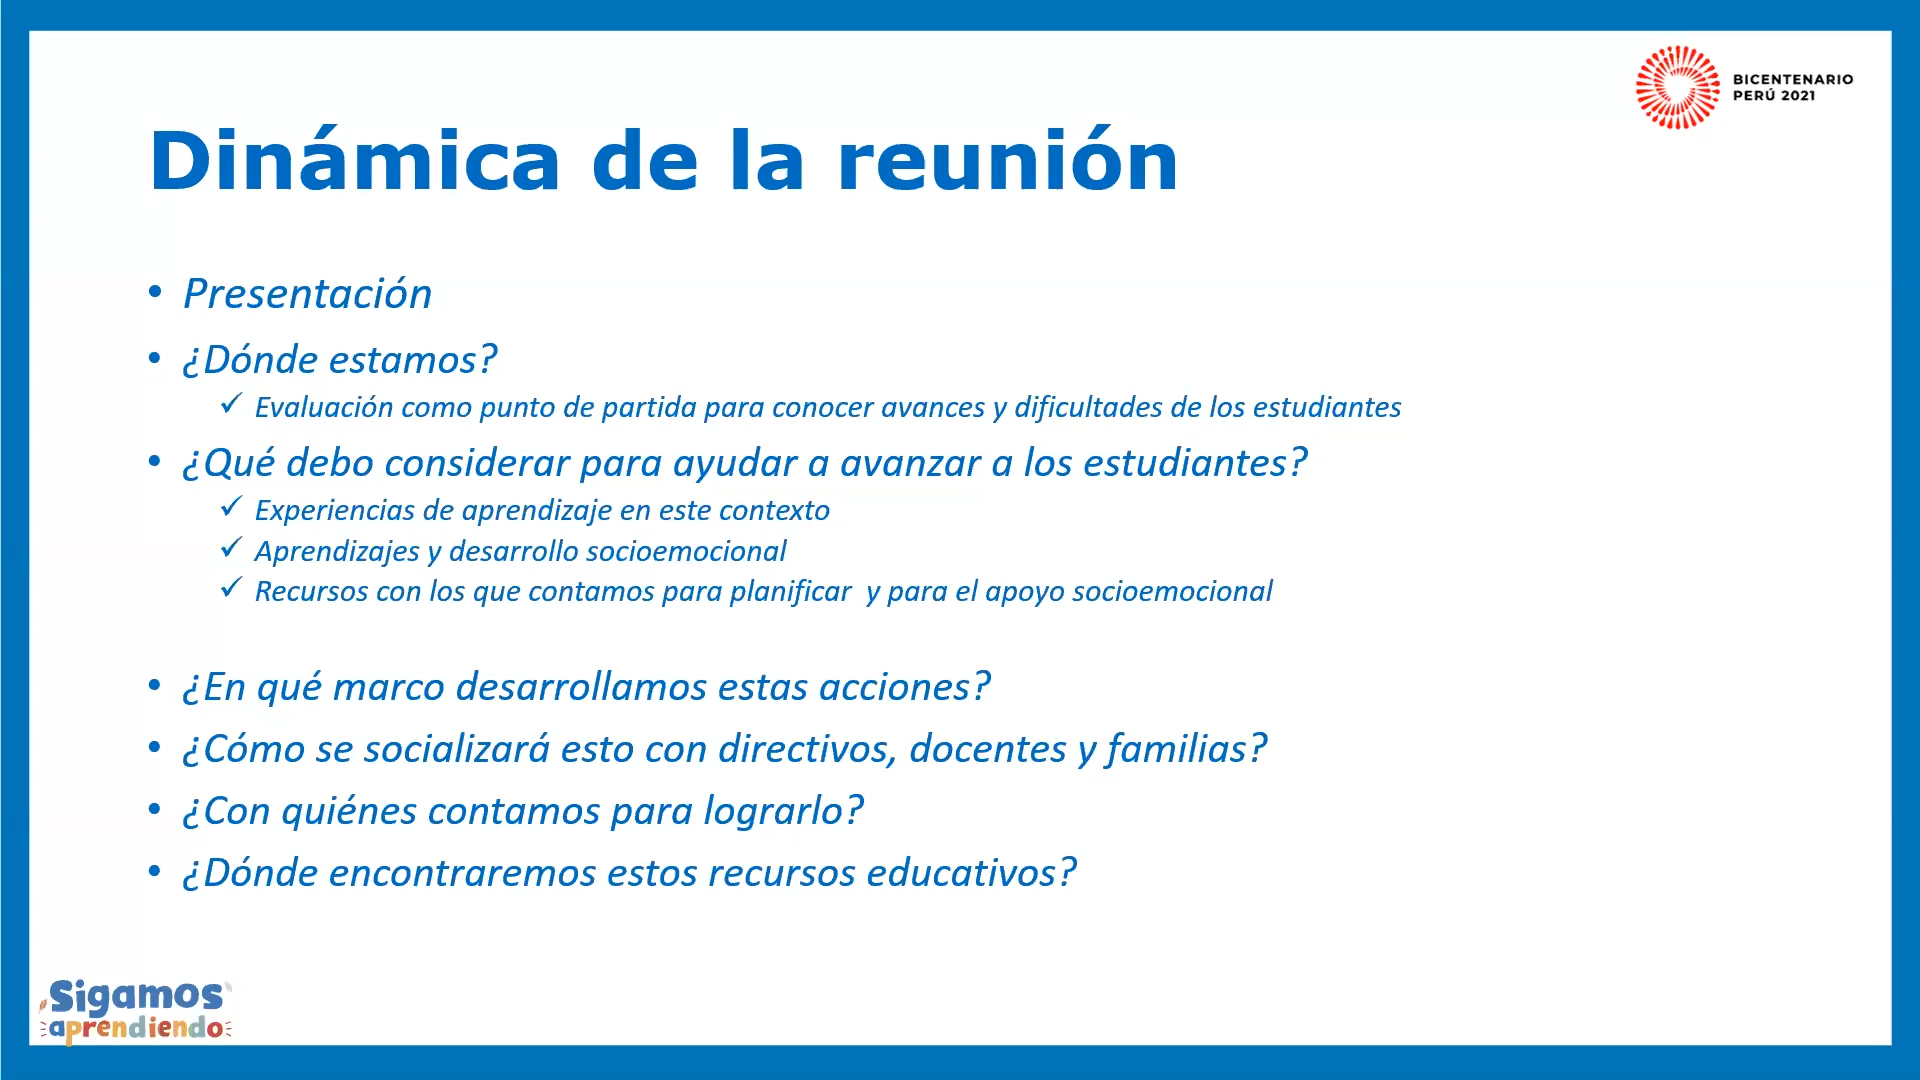 BICENTENARIO
PERÚ 2021
Dinámica de la reunión
• Presentación
• ¿Dónde estamos?
✓ Evaluación como punto de partida para conocer avances y dificultades de los estudiantes
• ¿Qué debo considerar para ayudar a avanzar a los estudiantes?
✓ Experiencias de aprendizaje en este contexto
✓ Aprendizajes y desarrollo socioemocional
✓ Recursos con los que contamos para planificar  y para el apoyo socioemocional
• ¿En qué marco desarrollamos estas acciones?
• ¿Cómo se socializará esto con directivos, docentes y familias?
• ¿Con quiénes contamos para lograrlo?
• ¿Dónde encontraremos estos recursos educativos?
Sigamos
aprendiendo